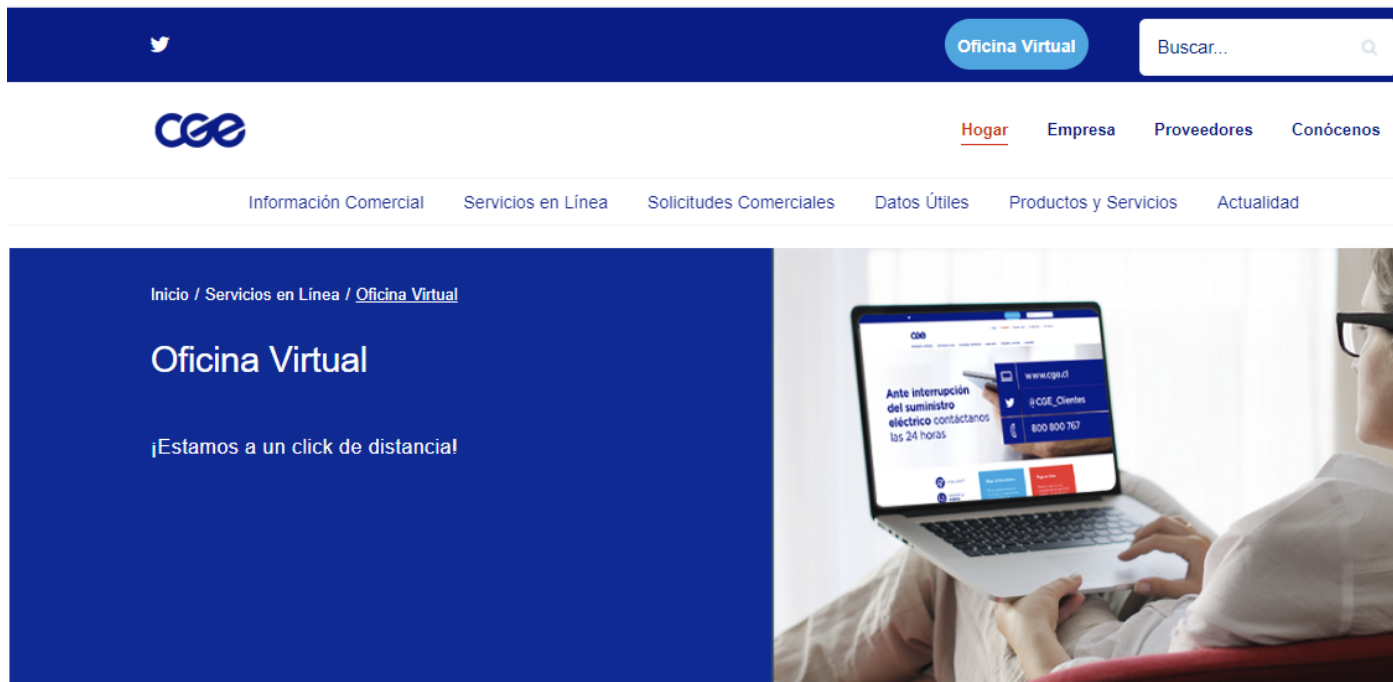 Oficina Virtual
Buscar...
cge
Hogar Empresa Proveedores Conócenos
Información Comercial Servicios en Línea Solicitudes Comerciales Datos Útiles Productos y Servicios Actualidad
Inicio / Servicios en Línea / Oficina Virtual
Oficina Virtual
¡Estamos a un click de distancia!
cge
Ante interrupción
del suministro
eléctrico contáctanos
las 24 horas
www.cge.cl
@CGE_Clientes
800 800 767